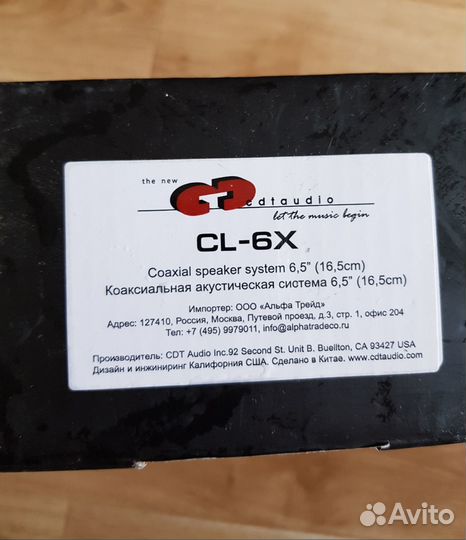 the new
CDT
cdtaudio
let the music begin
CL-6X
Coaxial speaker system 6,5" (16,5cm)
Коаксиальная акустическая система 6,5" (16,5cm)
Импортер: ООО «Альфа Трейд»
Адрес: 127410, Россия, Москва, Путевой проезд, д.3, стр. 1, офис 204
Тел: +7 (495) 9979011, info@alphatradeco.ru
Производитель: CDT Audio Inc.92 Second St. Unit B. Buellton, CA 93427 USA
Дизайн и инжиниринг Калифорния США. Сделано в Китае. www.cdtaudio.com
Avito